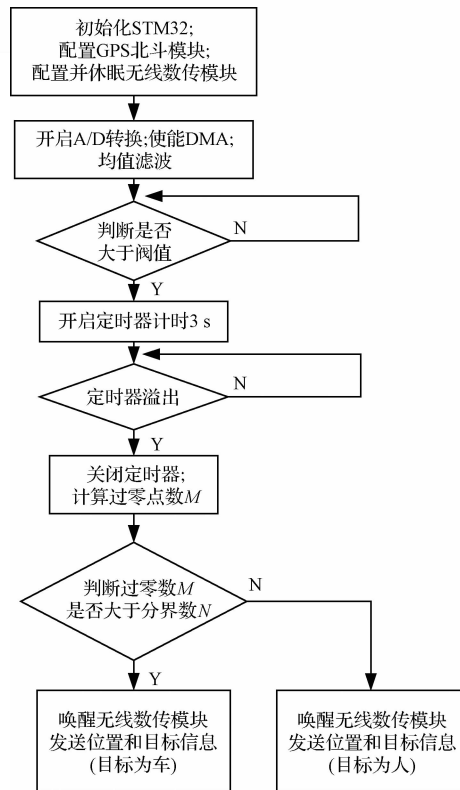 初始化STM32;
配置GPS北斗模块;
配置并休眠无线数传模块
开启A/D转换;使能DMA;
均值滤波
判断是否
大于阀值
N
Y
开启定时器计时3 s
定时器溢出
N
Y
关闭定时器;
计算过零点数M
判断过零数M
是否大于分界数N
N
Y
唤醒无线数传模块
发送位置和目标信息
(目标为车)
唤醒无线数传模块
发送位置和目标信息
(目标为人)